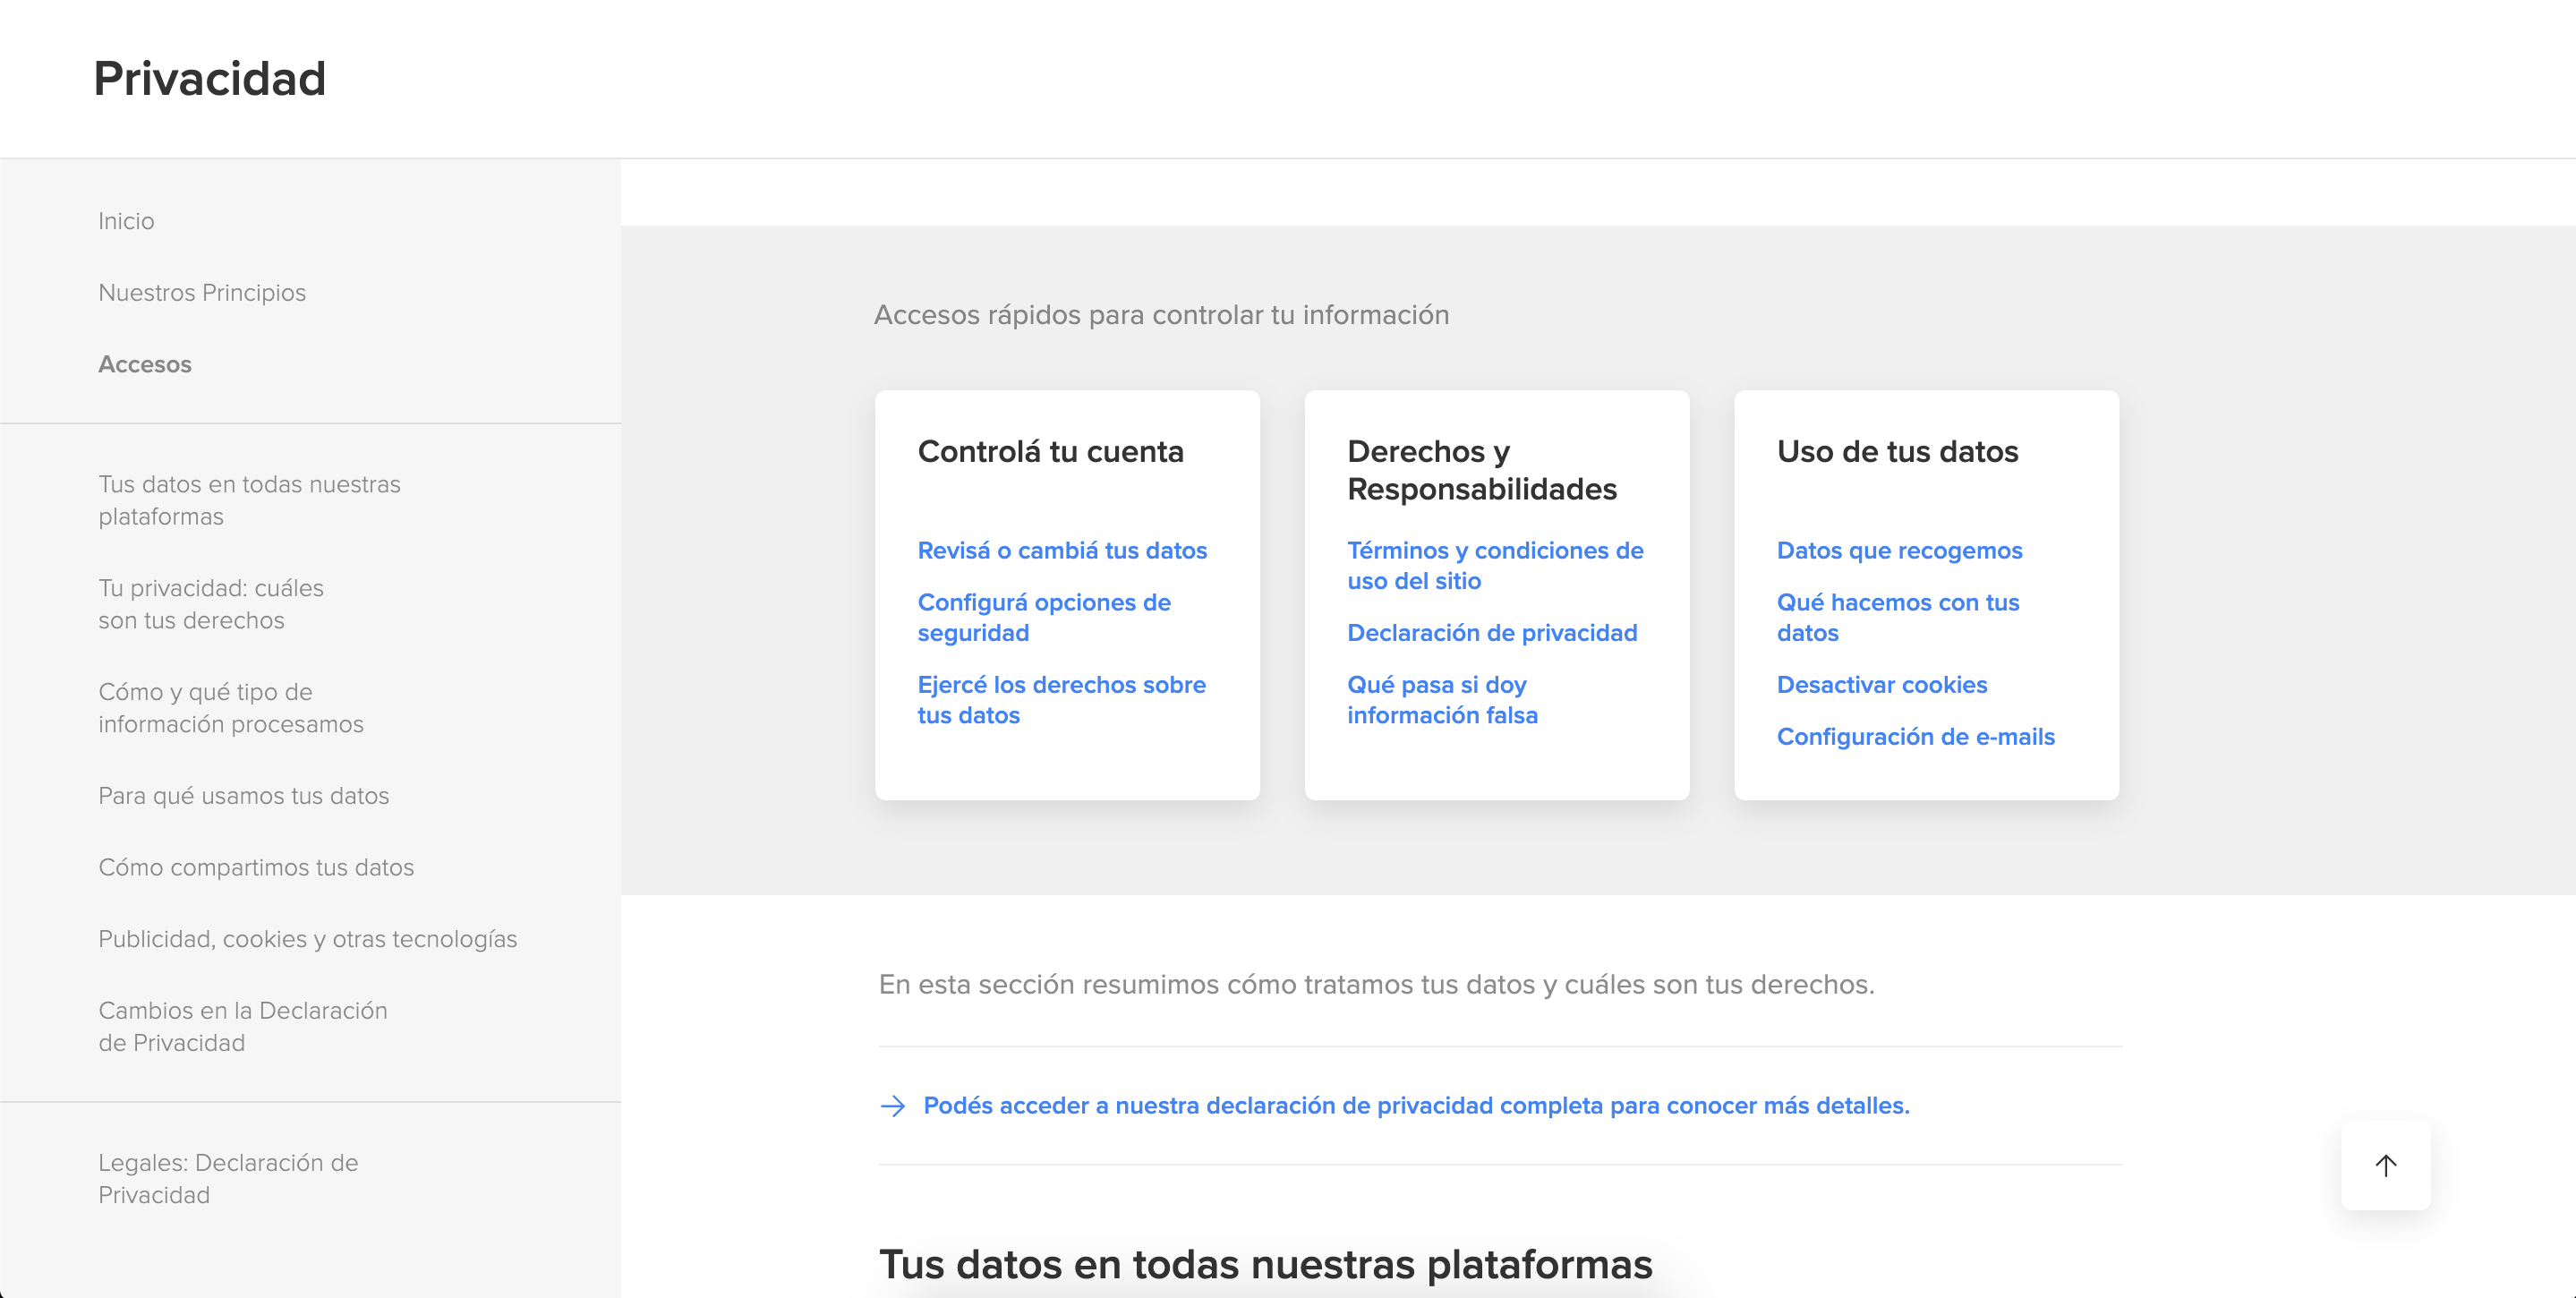 Privacidad
Inicio
Nuestros Principios
Accesos
Tus datos en todas nuestras
plataformas
Tu privacidad: cuáles
son tus derechos
Cómo y qué tipo de
información procesamos
Para qué usamos tus datos
Cómo compartimos tus datos
Publicidad, cookies y otras tecnologías
Cambios en la Declaración
de Privacidad
Legales: Declaración de
Privacidad
Accesos rápidos para controlar tu información
Controlá tu cuenta
Revisá o cambiá tus datos
Configurá opciones de
seguridad
Ejercé los derechos sobre
tus datos
Derechos y
Responsabilidades
Términos y condiciones de
uso del sitio
Declaración de privacidad
Qué pasa si doy
información falsa
Uso de tus datos
Datos que recogemos
Qué hacemos con tus
datos
Desactivar cookies
Configuración de e-mails
En esta sección resumimos cómo tratamos tus datos y cuáles son tus derechos.
Podés acceder a nuestra declaración de privacidad completa para conocer más detalles.
Tus datos en todas nuestras plataformas